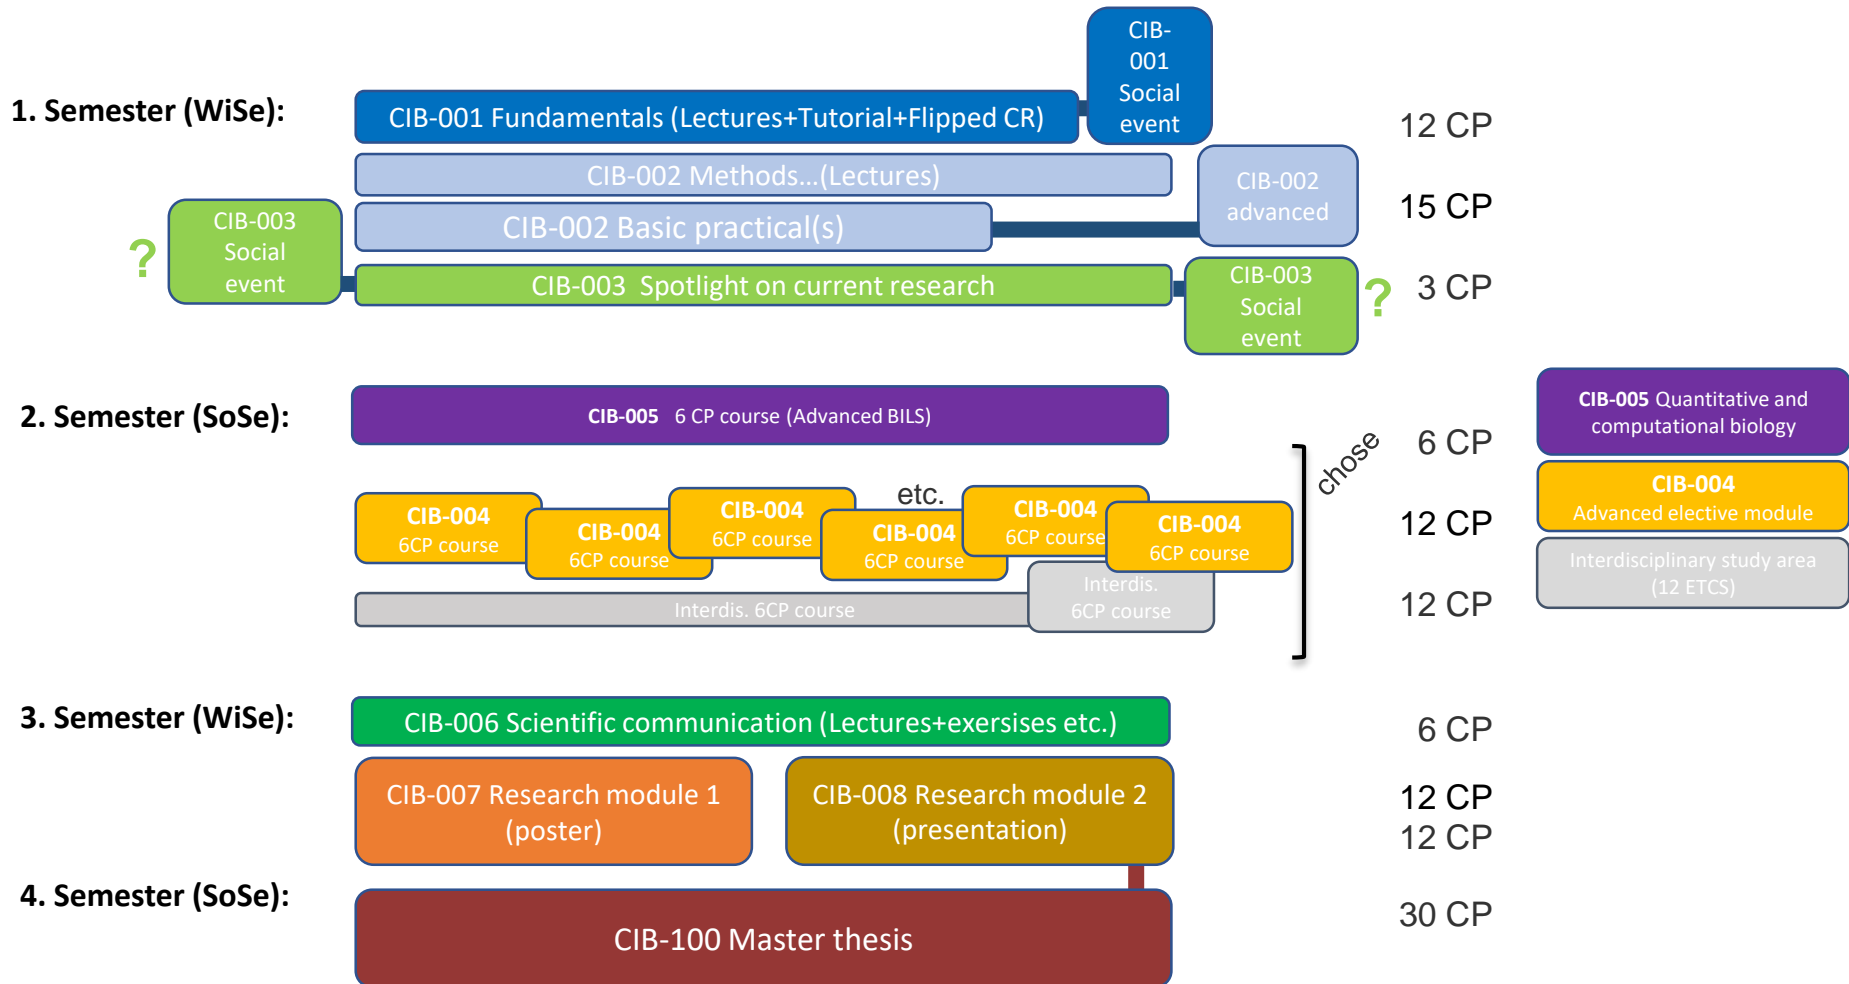 1. Semester (WiSe):
CIB-001 Fundamentals (Lectures+Tutorial+Flipped CR)
CIB-
001
Social
event
12 CP
CIB-002 Methods...(Lectures)
CIB-002 Basic practical(s)
CIB-002
advanced
15 CP
?
CIB-003
Social
event
CIB-003 Spotlight on current research
CIB-003
Social
event
?
3 CP
2. Semester (SoSe):
CIB-005 6 CP course (Advanced BILS)
6 CP
chose
CIB-004
6CP course
CIB-004
6CP course
CIB-004
6CP course
etc.
CIB-004
6CP course
CIB-004
6CP course
CIB-004
6CP course
12 CP
Interdis. 6CP course
Interdis.
6CP course
12 CP
CIB-005 Quantitative and
computational biology
CIB-004
Advanced elective module
Interdisciplinary study area
(12 ETCS)
3. Semester (WiSe):
CIB-006 Scientific communication (Lectures+exersises etc.)
6 CP
CIB-007 Research module 1
(poster)
CIB-008 Research module 2
(presentation)
12 CP
12 CP
4. Semester (SoSe):
CIB-100 Master thesis
30 CP